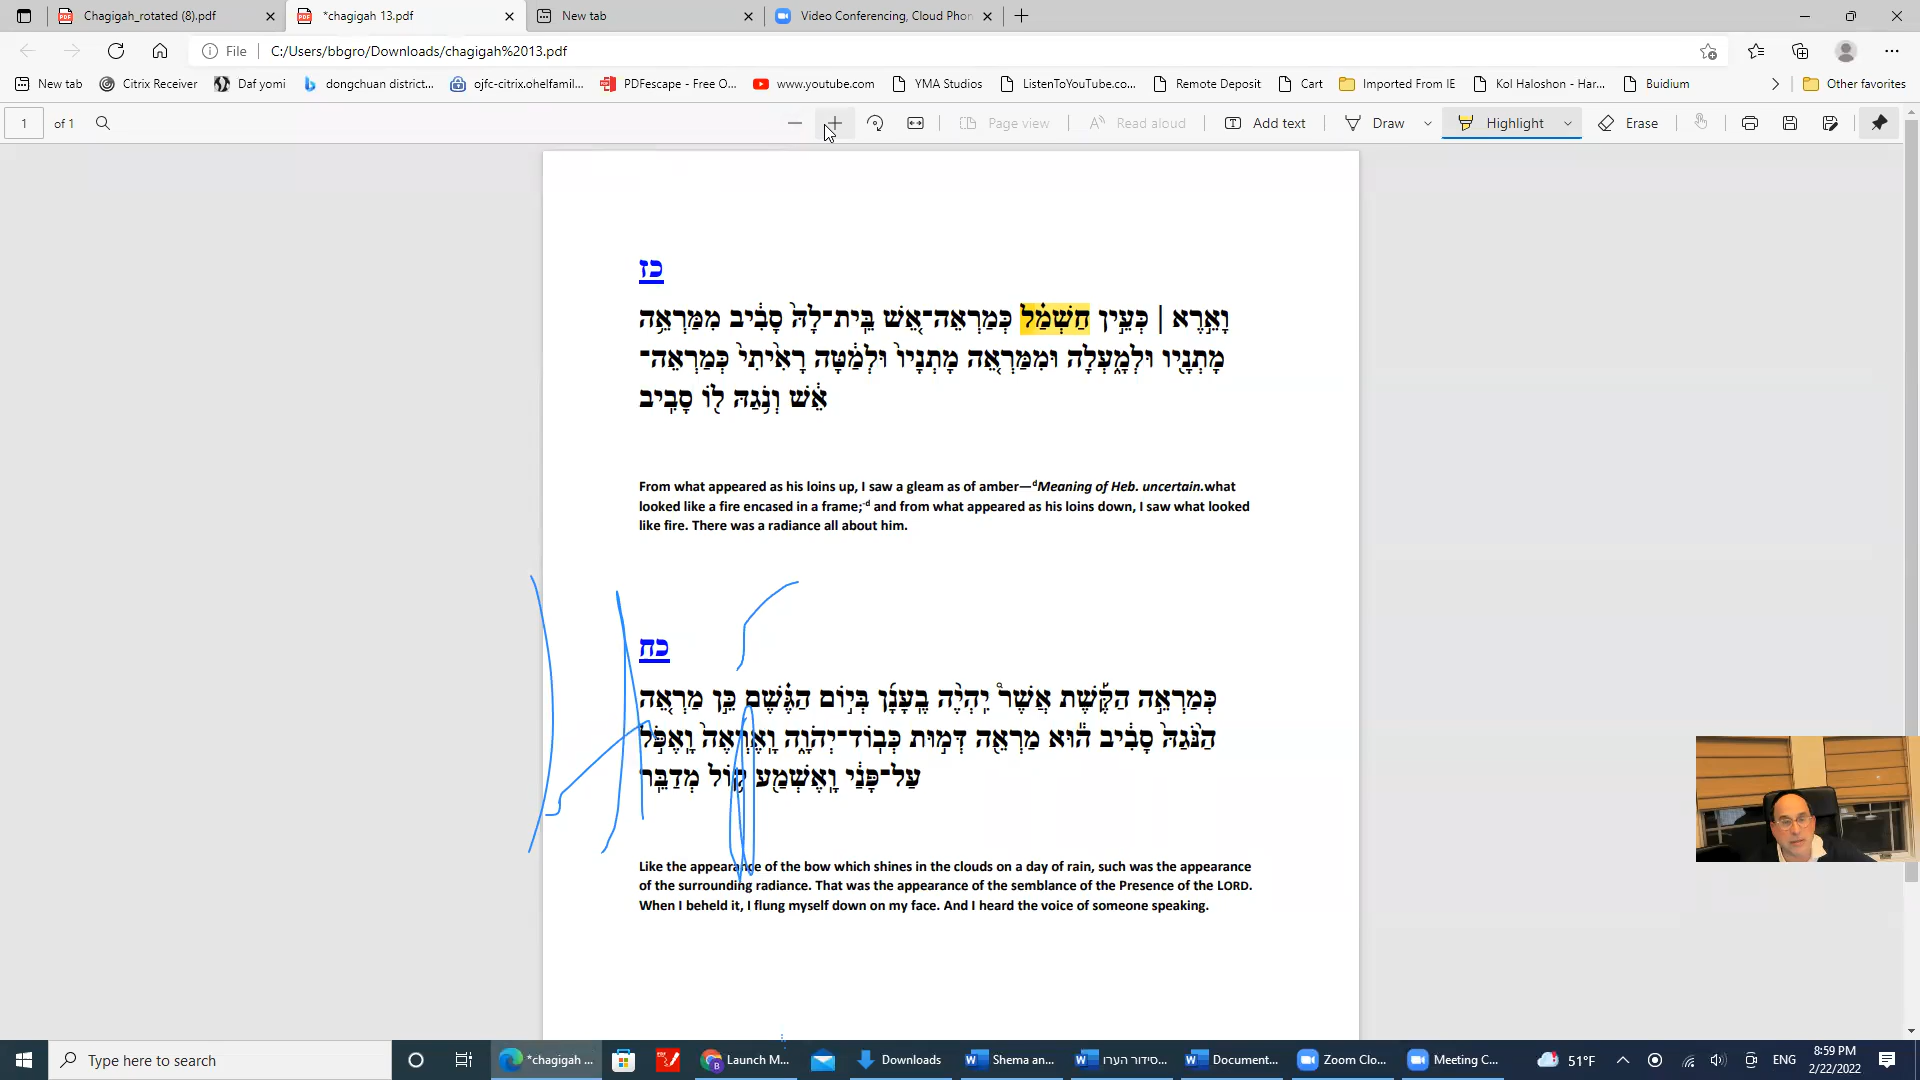 Chagigah_rotated (8).pdf
*chagigah 13.pdf
New tab
Video Conferencing, Cloud Phon
File
C:/Users/bbgro/Downloads/chagigah%2013.pdf
New tab
Citrix Receiver
Daf yomi
dongchuan district...
ojfc-citrix.ohelfamil...
PDFescape - Free O...
www.youtube.com
YMA Studios
ListenToYouTube.co...
Remote Deposit
Cart
Imported From IE
Kol Haloshon - Har...
Buidium
Other favorites
1 of 1
Page view
Read aloud
Add text
Draw
Highlight
Erase
כז
וָאֵ֣רֶא | כְּעֵ֣ין חַשְׁמַ֗ל כְּמַרְאֵה־אֵ֤שׁ בֵּֽית־לָהּ֙ סָבִ֔יב מִמַּרְאֵ֥ה
מָתְנָ֖יו וּלְמָ֑עְלָה וּמִמַּרְאֵ֤ה מָתְנָיו֙ וּלְמַ֔טָּה רָאִ֙יתִי֙ כְּמַרְאֵה־
אֵ֔שׁ וְנֹ֥גַֽהּ ל֖וֹ סָבִֽיב
From what appeared as his loins up, I saw a gleam as of amber—dMeaning of Heb. uncertain.what
looked like a fire encased in a frame;-d and from what appeared as his loins down, I saw what looked
like fire. There was a radiance all about him.
כח
כְּמַרְאֵ֣ה הַקֶּ֡שֶׁת אֲשֶׁר֩ יִֽהְיֶ֨ה בֶעָנָ֜ן בְּי֣וֹם הַגֶּ֗שֶׁם כֵּ֣ן מַרְאֵ֤ה
הַנֹּ֙גַהּ֙ סָבִ֔יב ה֕וּא מַרְאֵ֖ה דְּמ֣וּת כְּבֽוֹד־יְהֹוָ֑ה וָֽאֶרְאֶה֙ וָאֶפֹּ֣ל
עַל־פָּנַ֔י וָאֶשְׁמַ֖ע ק֥וֹל מְדַבֵּֽר
Like the appearance of the bow which shines in the clouds on a day of rain, such was the appearance
of the surrounding radiance. That was the appearance of the semblance of the Presence of the LORD.
When I beheld it, I flung myself down on my face. And I heard the voice of someone speaking.
Type here to search
*chagigah ...
Launch M...
Downloads
Shema an...
סידור הערו...
Document...
Zoom Clo...
Meeting C...
51°F
ENG
8:59 PM
2/22/2022